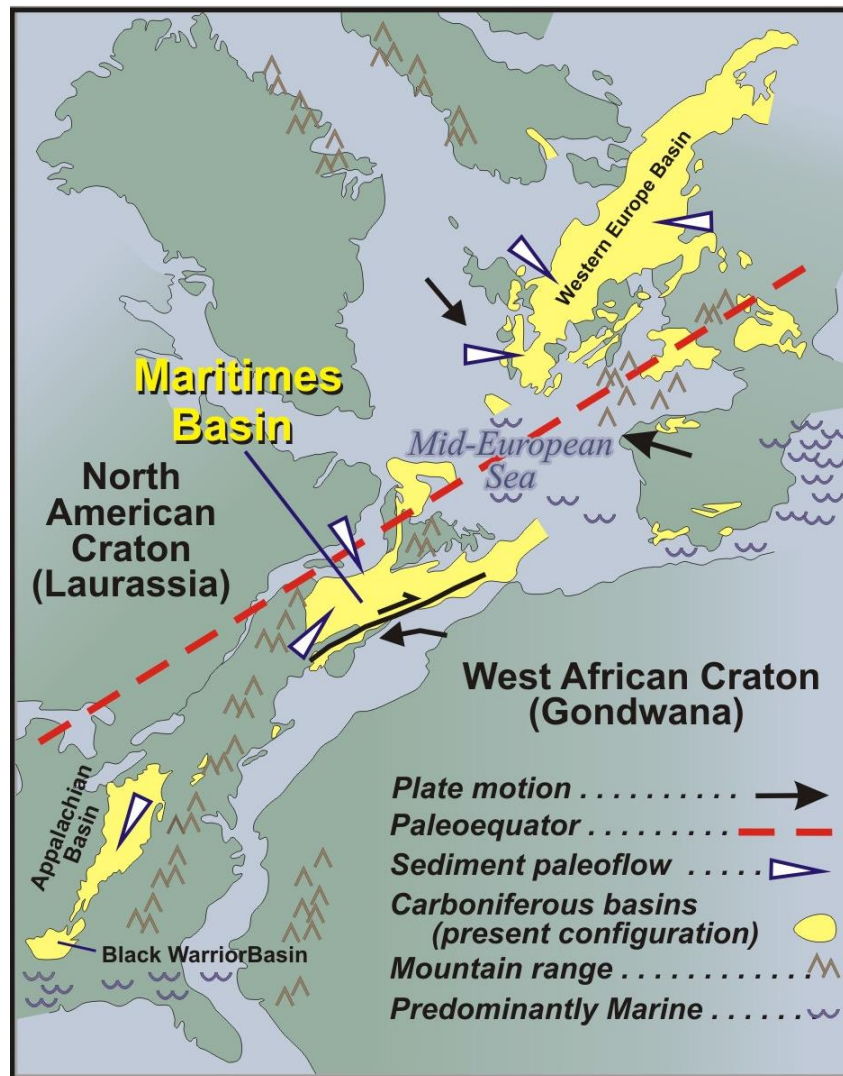 Western Europe Basin
Maritimes
Basin
Mid-European
Sea
North
American
Craton
(Laurassia)
West African Craton
(Gondwana)
Appalachian
Basin
Black WarriorBasin
Plate motion . . . . . . . . . .
Paleoequator . . . . . . . . .
Sediment paleoflow . . . . .
Carboniferous basins
(present configuration)
Mountain range . . . . . . . . . . . .
Predominantly Marine . . . . . . .